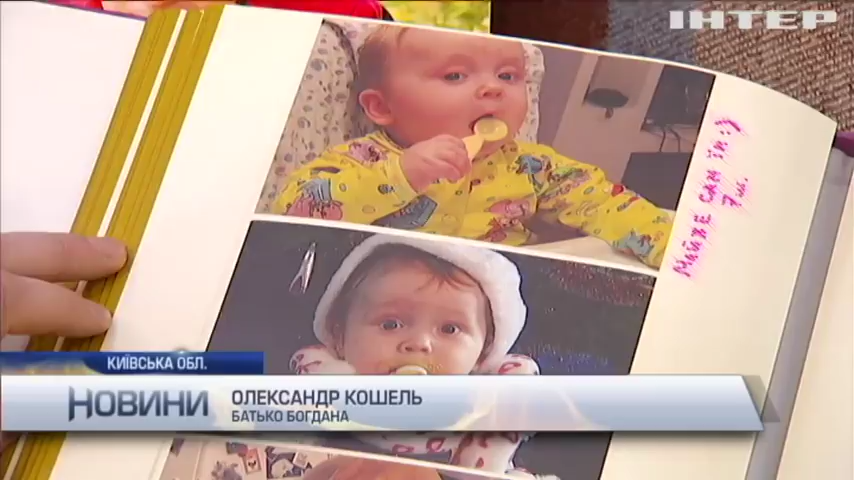 ІНТЕР
Майже сам їм :)
7 м.
КИЇВСЬКА ОБЛ.
НОВИНИ
ОЛЕКСАНДР КОШЕЛЬ
БАТЬКО БОГДАНА